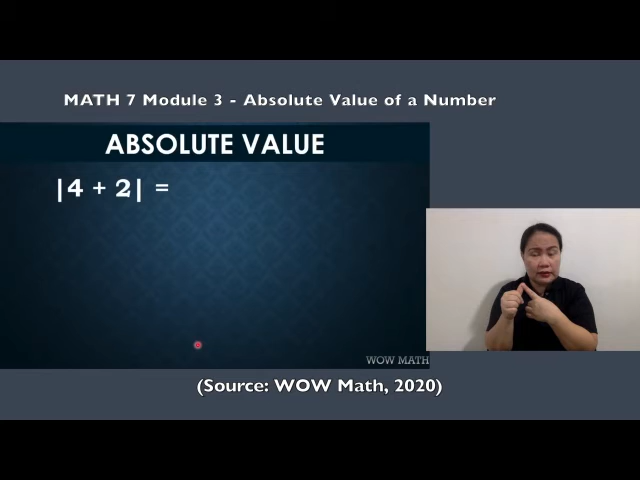 MATH 7 Module 3 - Absolute Value of a Number
ABSOLUTE VALUE
|4 + 2| =
WOW MATH
(Source: WOW Math, 2020)